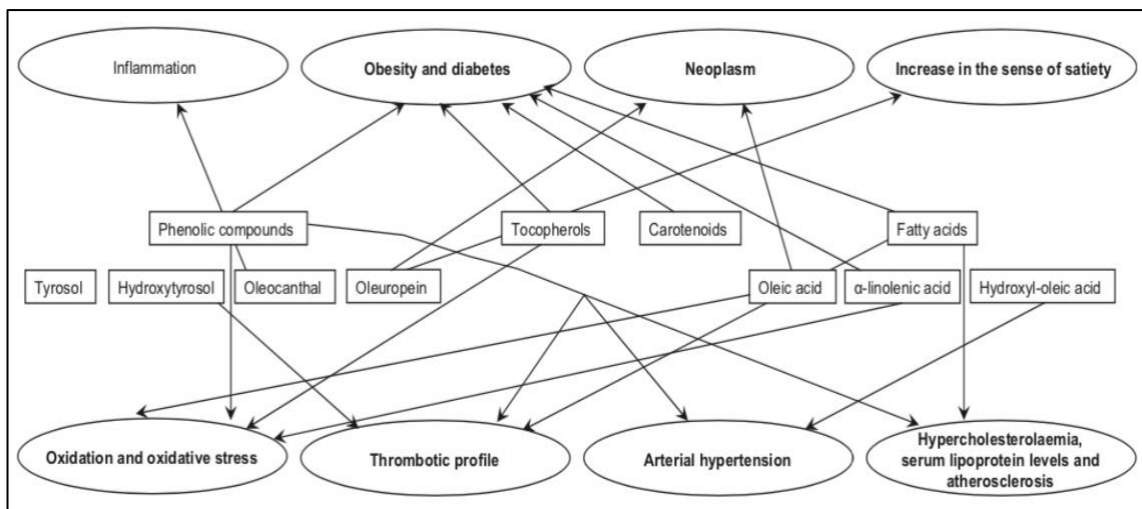 Inflammation
Obesity and diabetes
Neoplasm
Increase in the sense of satiety
Phenolic compounds
Tocopherols
Carotenoids
Fatty acids
Tyrosol
Hydroxytyrosol
Oleocanthal
Oleuropein
Oleic acid
α-linolenic acid
Hydroxyl-oleic acid
Oxidation and oxidative stress
Thrombotic profile
Arterial hypertension
Hypercholesterolaemia,
serum lipoprotein levels and
atherosclerosis